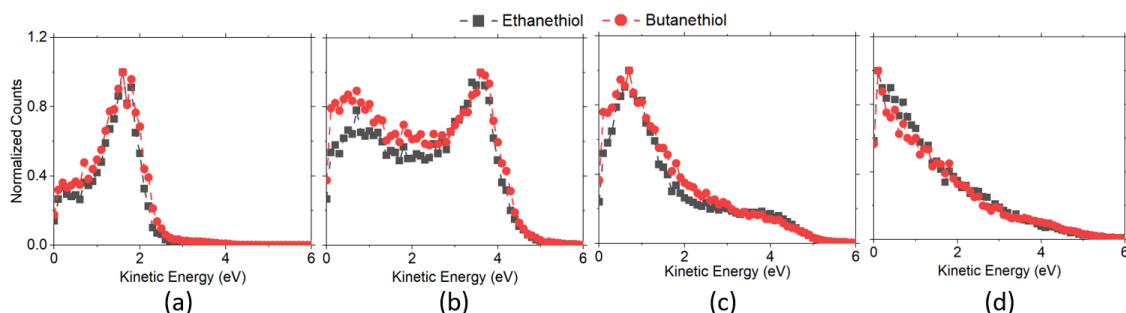 Ethanethiol Butanethiol
Normalized Counts
1.2
0.8
0.4
0.0
0 2 4 6
0 2 4 6
0 2 4 6
0 2 4 6
Kinetic Energy (eV) Kinetic Energy (eV) Kinetic Energy (eV) Kinetic Energy (eV)
(a) (b) (c) (d)